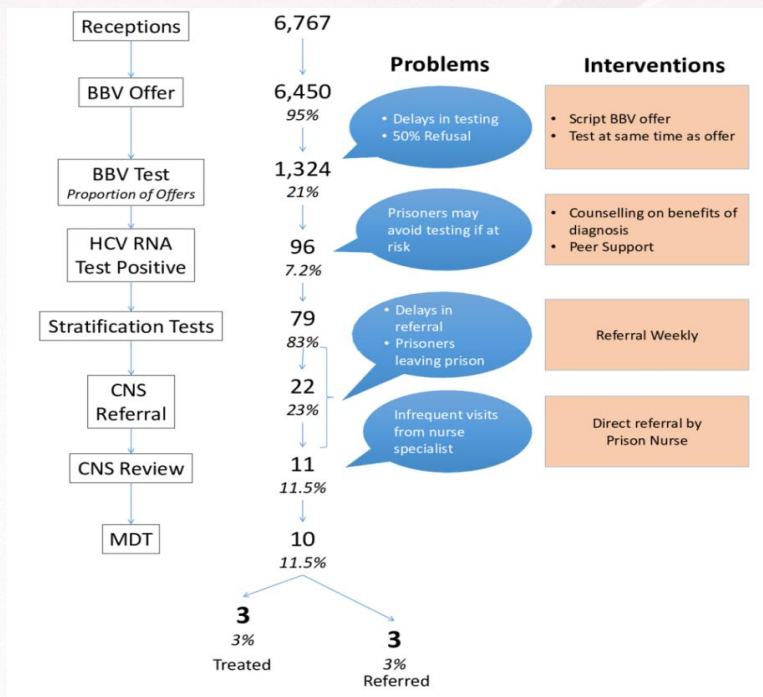 Receptions
6,767
Problems
Interventions
BBV Offer
6,450
95%
• Delays in testing
• 50% Refusal
• Script BBV offer
• Test at same time as offer
BBV Test
Proportion of Offers
1,324
21%
HCV RNA
Test Positive
96
7.2%
Prisoners may
avoid testing if at
risk
• Counselling on benefits of
diagnosis
• Peer Support
Stratification Tests
79
83%
• Delays in
referral
• Prisoners
leaving prison
Referral Weekly
CNS
Referral
22
23%
Infrequent visits
from nurse
specialist
Direct referral by
Prison Nurse
CNS Review
11
11.5%
MDT
10
11.5%
3
3%
Treated
3
3%
Referred